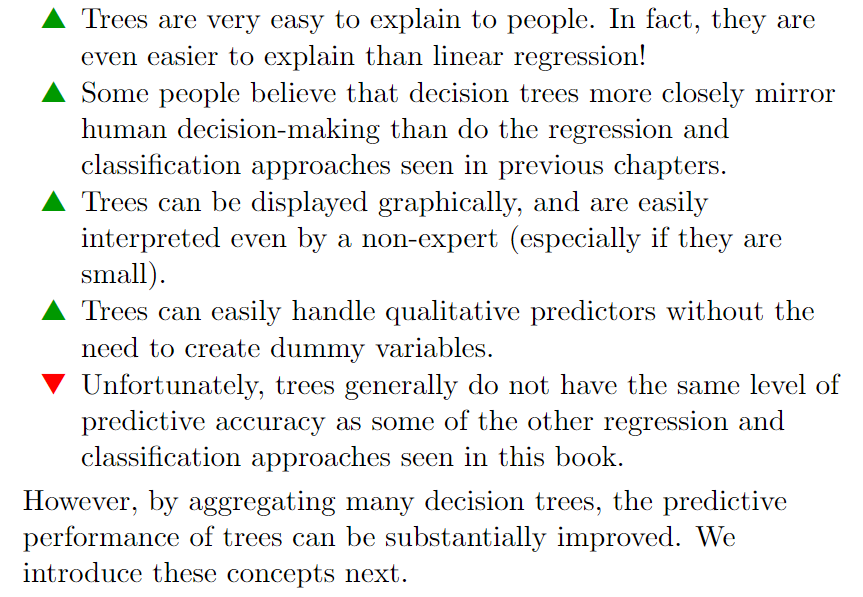 ▲ Trees are very easy to explain to people. In fact, they are
even easier to explain than linear regression!
▲ Some people believe that decision trees more closely mirror
human decision-making than do the regression and
classification approaches seen in previous chapters.
▲ Trees can be displayed graphically, and are easily
interpreted even by a non-expert (especially if they are
small).
▲ Trees can easily handle qualitative predictors without the
need to create dummy variables.
▼ Unfortunately, trees generally do not have the same level of
predictive accuracy as some of the other regression and
classification approaches seen in this book.
However, by aggregating many decision trees, the predictive
performance of trees can be substantially improved. We
introduce these concepts next.